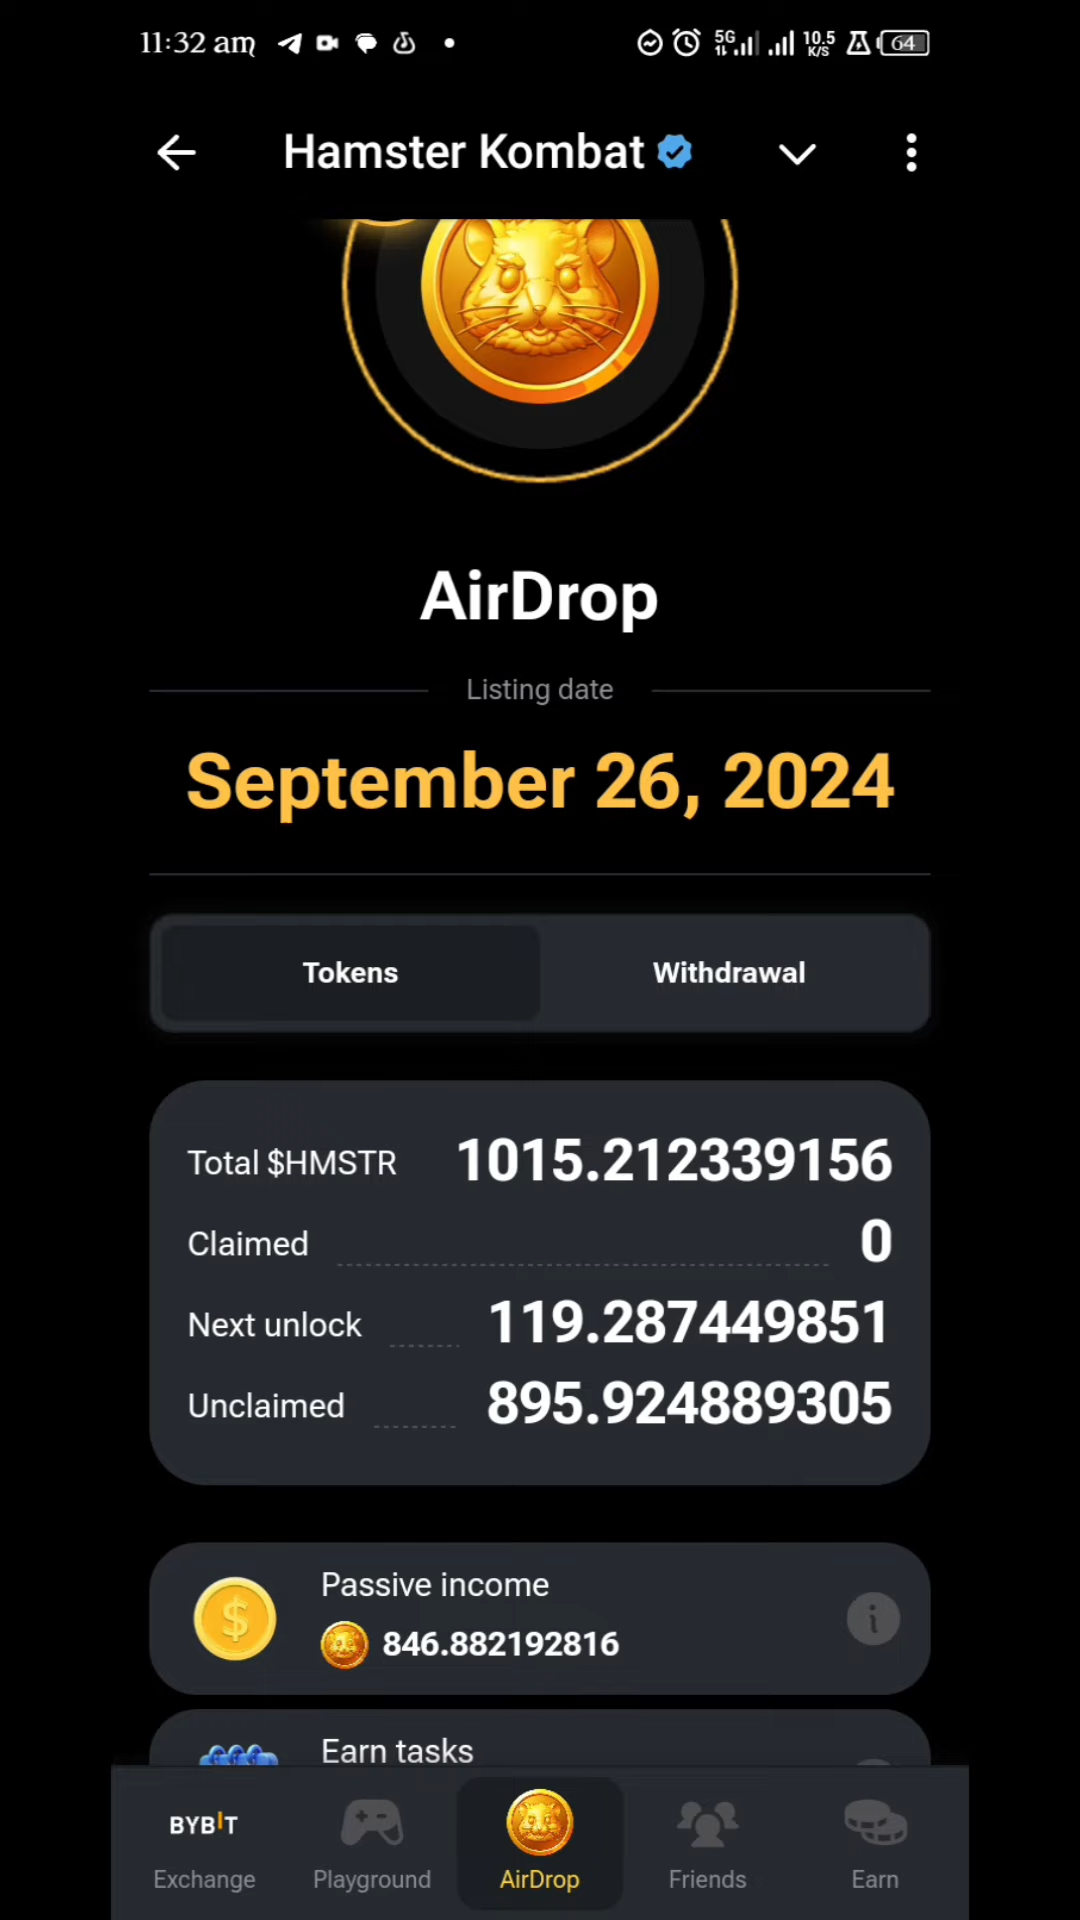 11:32 am
5G
10.5
K/S
64
Hamster Kombat
AirDrop
Listing date
September 26, 2024
Tokens
Withdrawal
Total $HMSTR 1015.212339156
Claimed 0
Next unlock 119.287449851
Unclaimed 895.924889305
Passive income
846.882192816
Earn tasks
BYBIT
Exchange
Playground
AirDrop
Friends
Earn